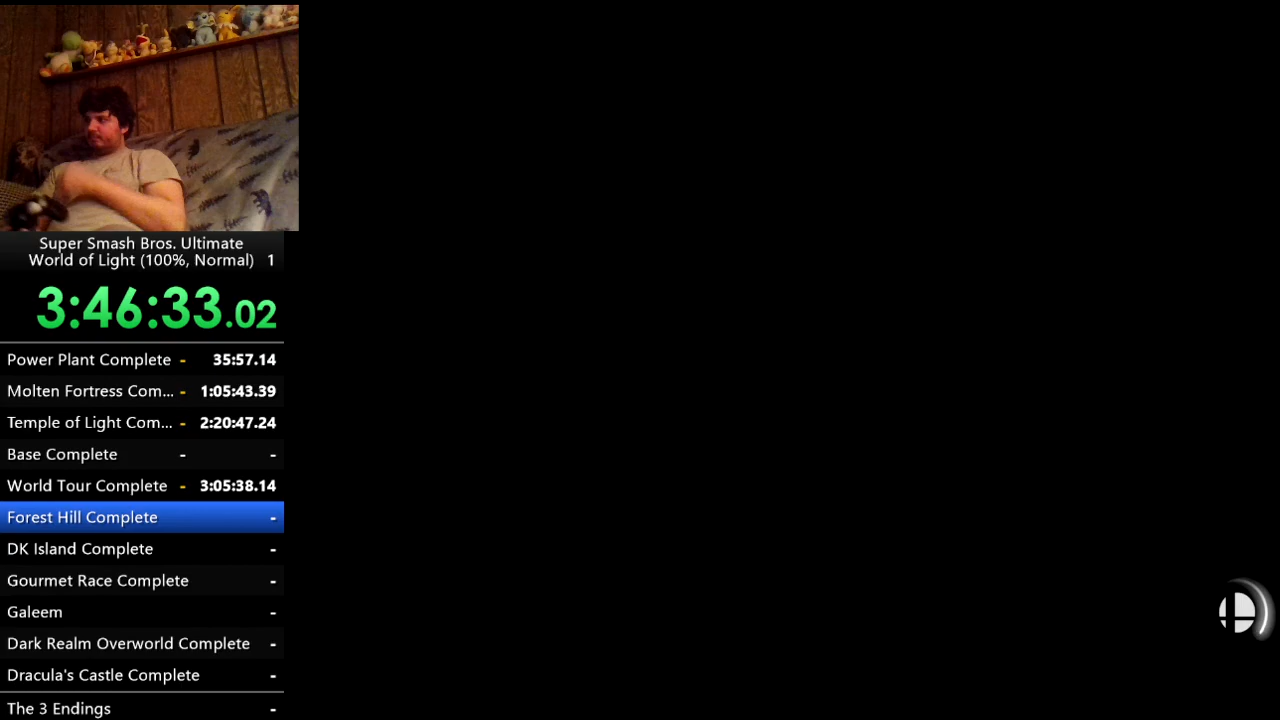 Super Smash Bros. Ultimate
World of Light (100%, Normal) 1
3:46:33.02
Power Plant Complete - 35:57.14
Molten Fortress Com... - 1:05:43.39
Temple of Light Com... - 2:20:47.24
Base Complete - -
World Tour Complete - 3:05:38.14
Forest Hill Complete -
DK Island Complete -
Gourmet Race Complete -
Galeem -
Dark Realm Overworld Complete -
Dracula's Castle Complete -
The 3 Endings -